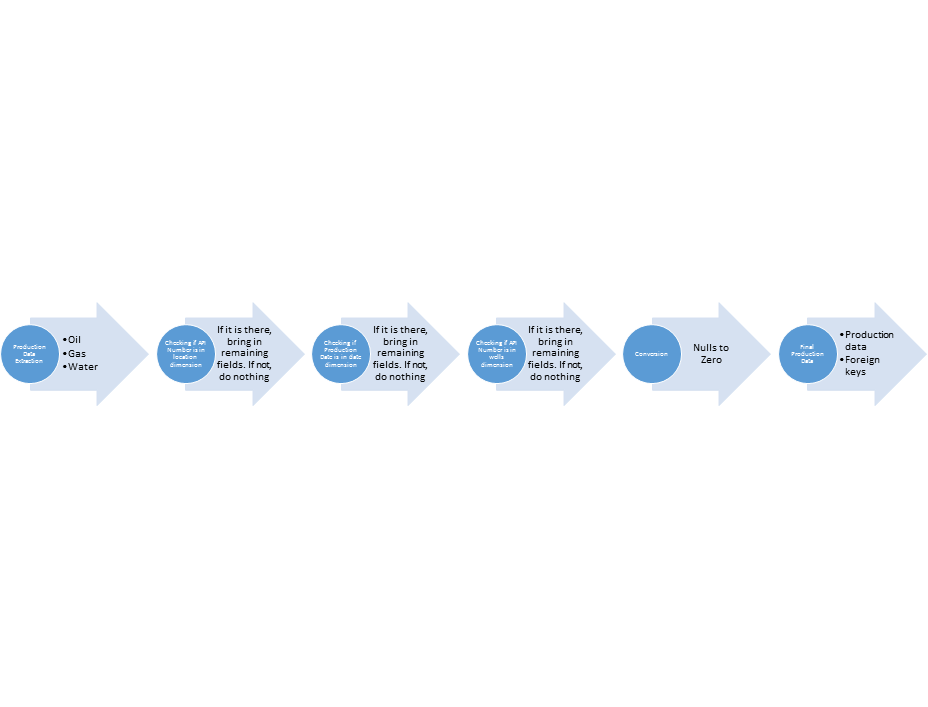 Production
Data
Extraction
•Oil
•Gas
•Water
Checking if API
Number is in
location
dimension
If it is there,
bring in
remaining
fields. If not,
do nothing
Checking if
Production
Date is in date
dimension
If it is there,
bring in
remaining
fields. If not,
do nothing
Checking if API
Number is in
wells
dimension
If it is there,
bring in
remaining
fields. If not,
do nothing
Conversion
Nulls to
Zero
Final
Production
Data
•Production
data
•Foreign
keys